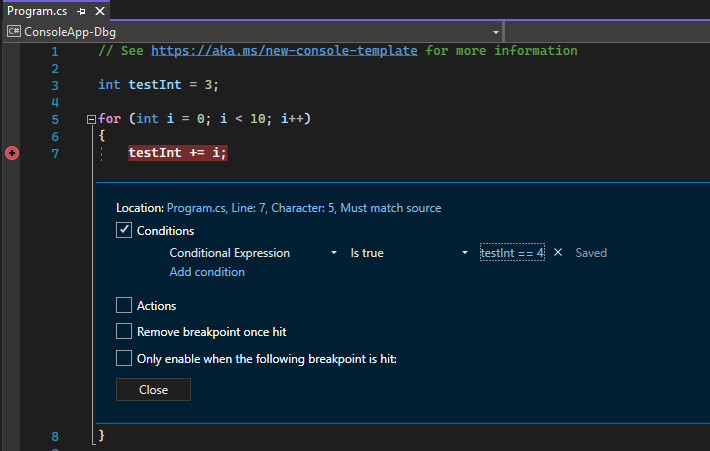 Program.cs
C# ConsoleApp-Dbg
1 // See https://aka.ms/new-console-template for more information
2
3 int testInt = 3;
4
5 for (int i = 0; i < 10; i++)
6 {
7 testInt += i;
Location: Program.cs, Line: 7, Character: 5, Must match source
Conditions
Conditional Expression Is true testInt == 4 × Saved
Add condition
Actions
Remove breakpoint once hit
Only enable when the following breakpoint is hit:
Close
8 }